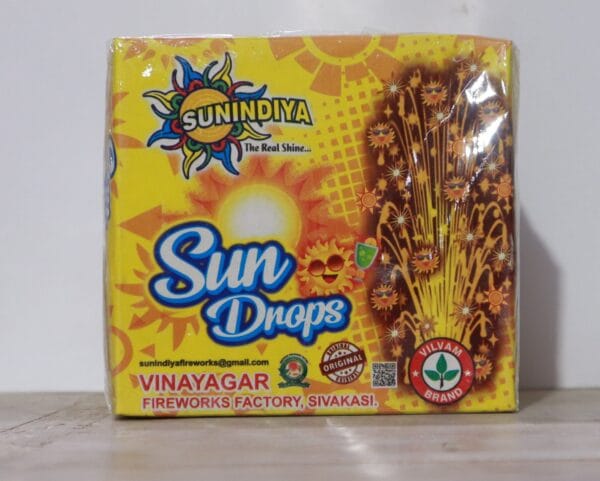 SUNINDIYA
The Real Shine...
Sun
Drops
sunindiyafireworks@gmail.com
ORIGINAL
VINAYAGAR
FIREWORKS FACTORY, SIVAKASI.
VILVAM
BRAND